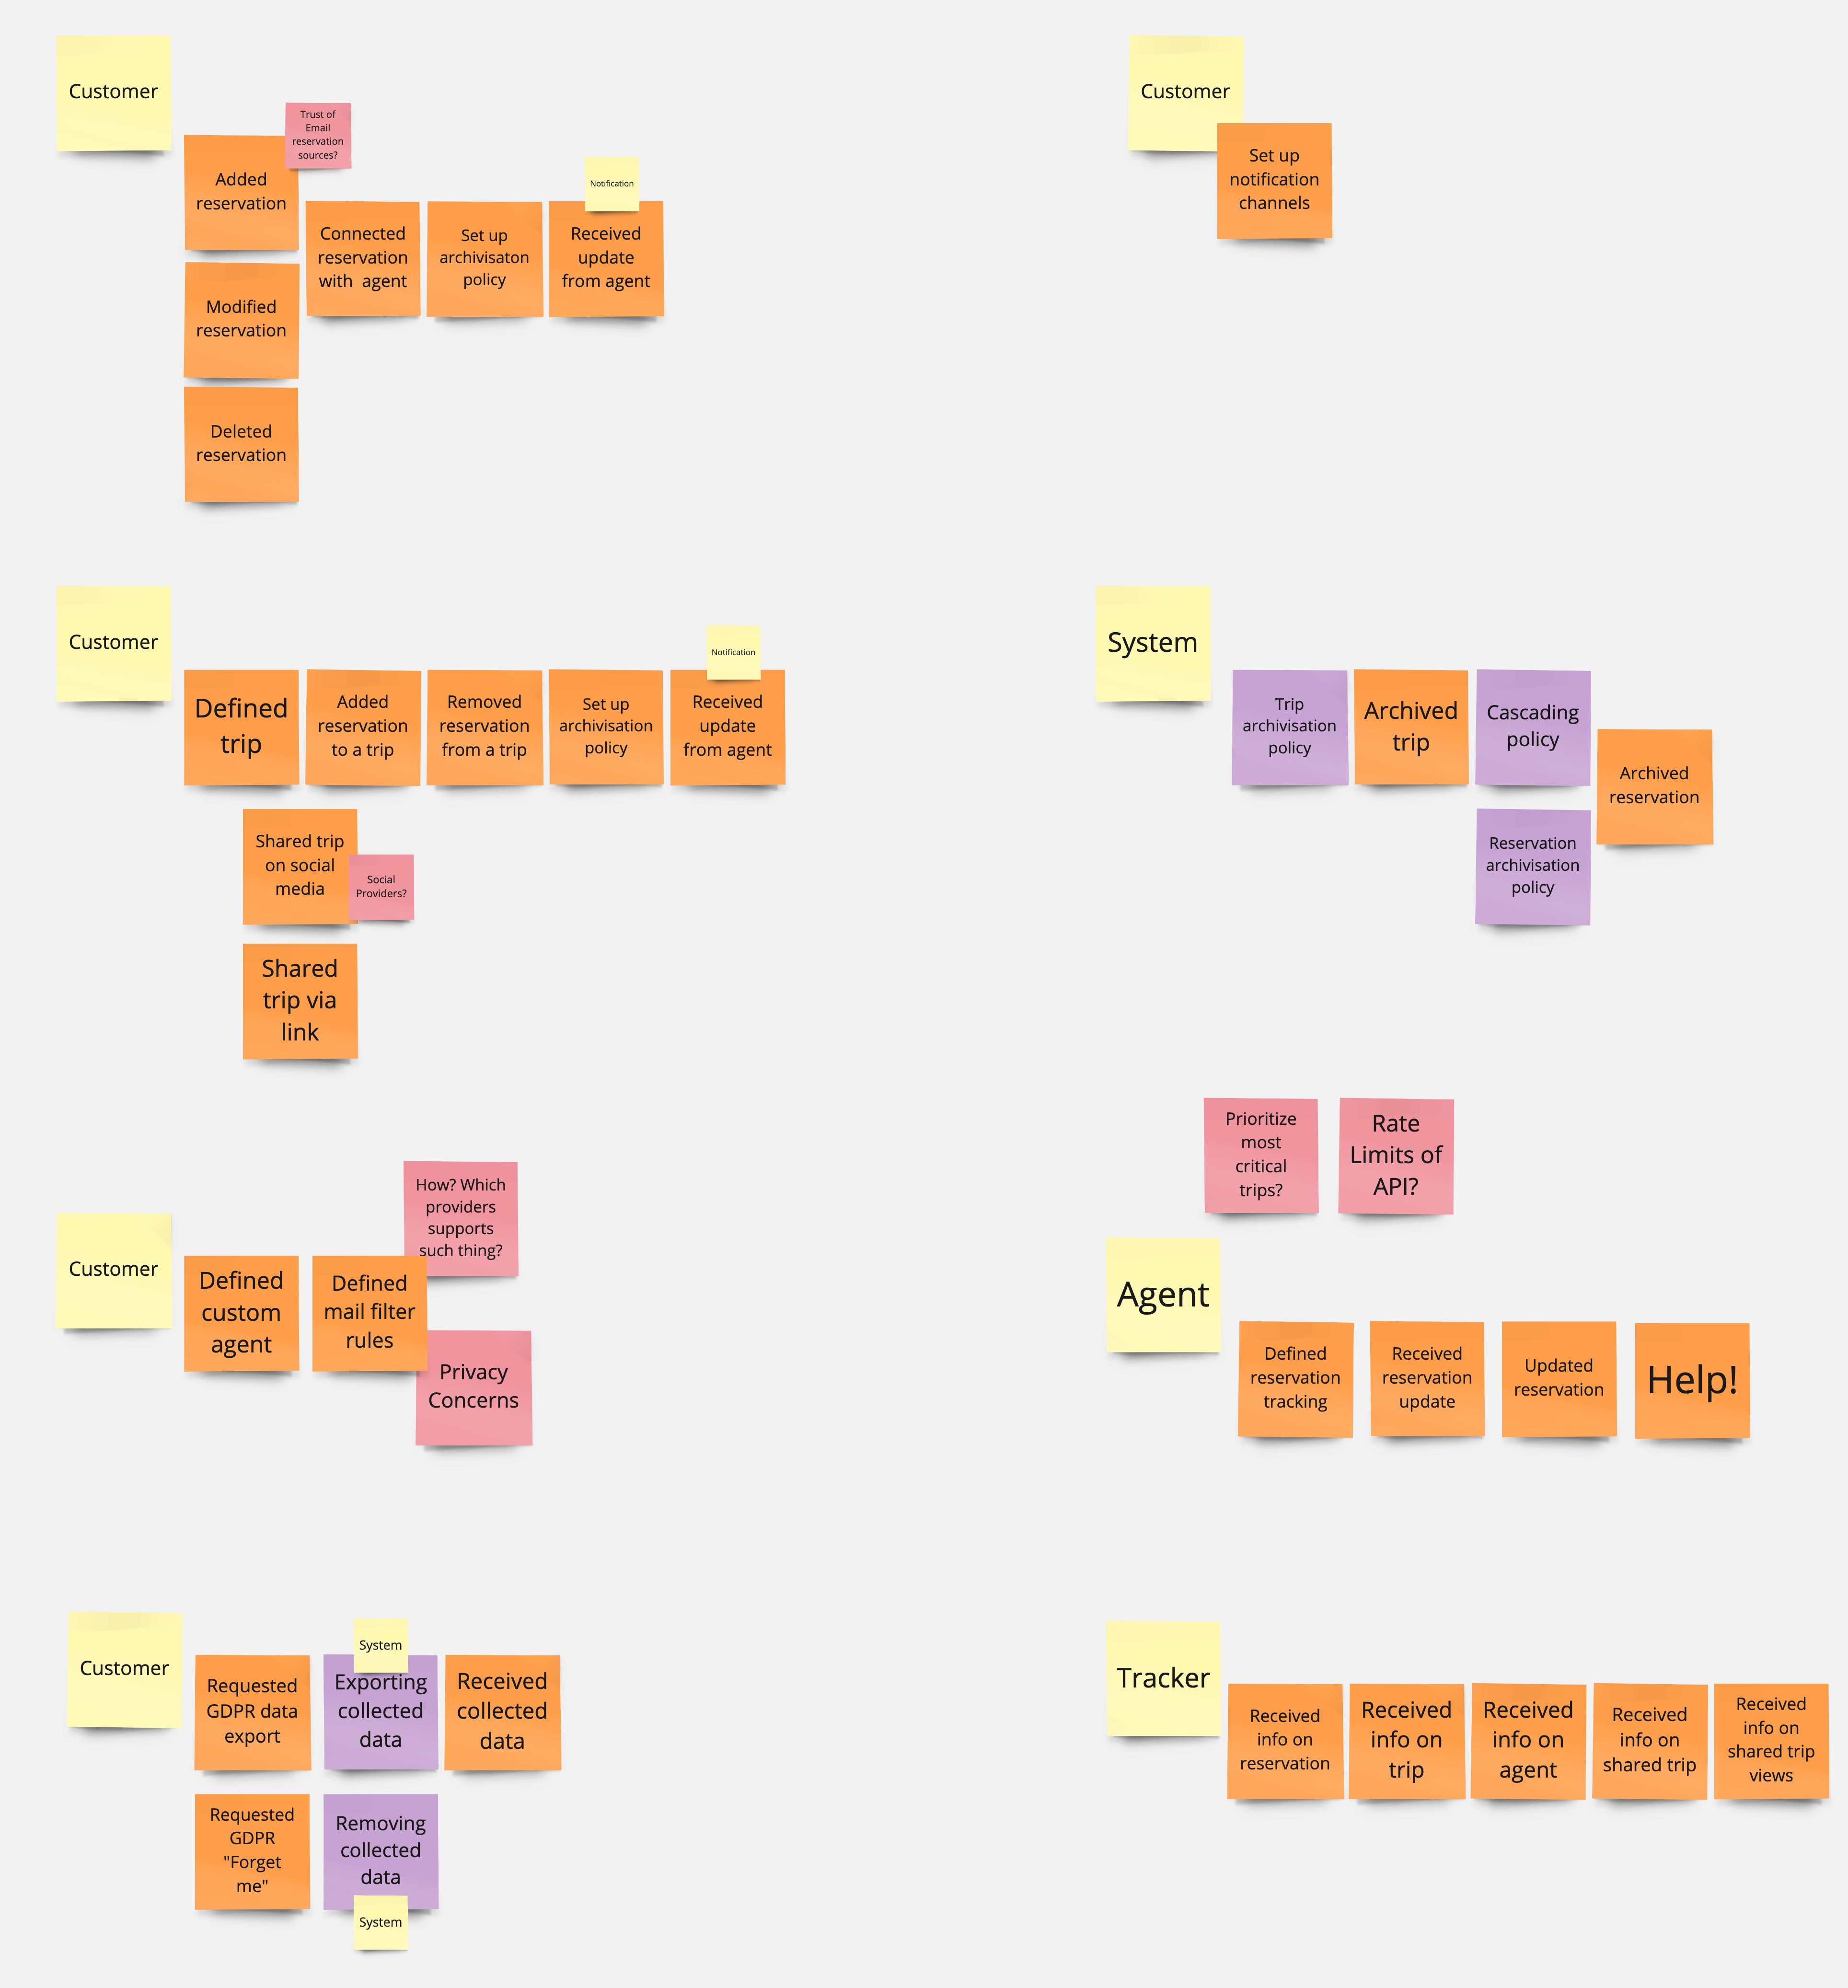 Customer
Trust of
Email
reservation
sources?
Added
reservation
Notification
Connected
reservation
with agent
Set up
archivisaton
policy
Received
update
from agent
Modified
reservation
Deleted
reservation
Customer
Set up
notification
channels
Customer
Notification
Defined
trip
Added
reservation
to a trip
Removed
reservation
from a trip
Set up
archivisation
policy
Received
update
from agent
Shared trip
on social
media
Social
Providers?
Shared
trip via
link
System
Trip
archivisation
policy
Archived
trip
Cascading
policy
Archived
reservation
Reservation
archivisation
policy
Customer
How? Which
providers
supports
such thing?
Defined
custom
agent
Defined
mail filter
rules
Privacy
Concerns
Prioritize
most
critical
trips?
Rate
Limits of
API?
Agent
Defined
reservation
tracking
Received
reservation
update
Updated
reservation
Help!
Customer
System
Requested
GDPR data
export
Exporting
collected
data
Received
collected
data
Requested
GDPR
"Forget
me"
Removing
collected
data
System
Tracker
Received
info on
reservation
Received
info on
trip
Received
info on
agent
Received
info on
shared trip
Received
info on
shared trip
views